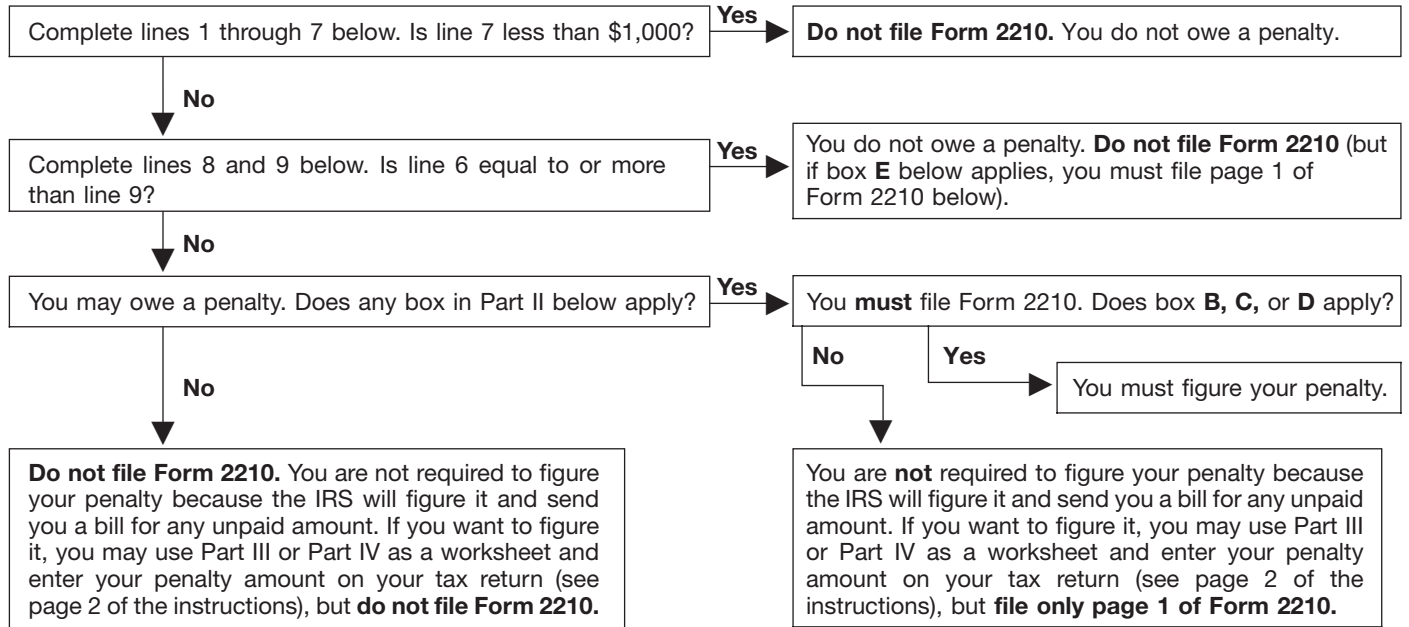 Complete lines 1 through 7 below. Is line 7 less than $1,000?
Yes
Do not file Form 2210. You do not owe a penalty.
No
Complete lines 8 and 9 below. Is line 6 equal to or more
than line 9?
Yes
You do not owe a penalty. Do not file Form 2210 (but
if box E below applies, you must file page 1 of
Form 2210 below).
No
You may owe a penalty. Does any box in Part II below apply?
Yes
You must file Form 2210. Does box B, C, or D apply?
No
Yes
You must figure your penalty.
No
Do not file Form 2210. You are not required to figure
your penalty because the IRS will figure it and send
you a bill for any unpaid amount. If you want to figure
it, you may use Part III or Part IV as a worksheet and
enter your penalty amount on your tax return (see
page 2 of the instructions), but do not file Form 2210.
You are not required to figure your penalty because
the IRS will figure it and send you a bill for any unpaid
amount. If you want to figure it, you may use Part III
or Part IV as a worksheet and enter your penalty
amount on your tax return (see page 2 of the
instructions), but file only page 1 of Form 2210.